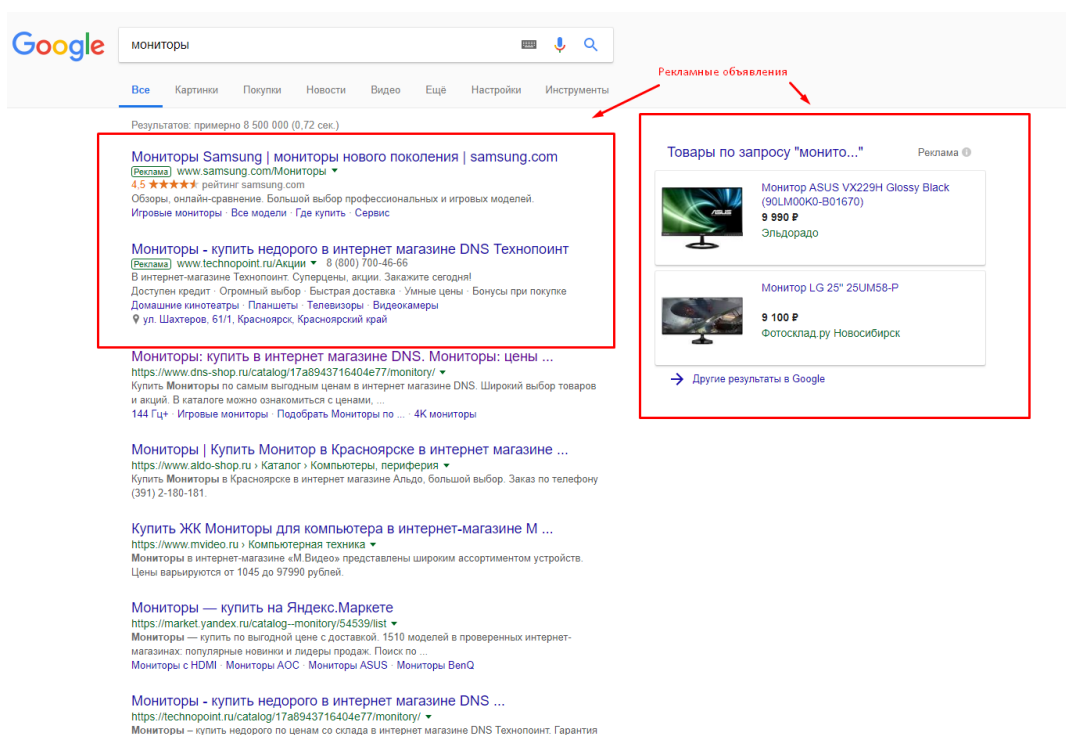 Google
мониторы
Рекламные объявления
Все Картинки Покупки Новости Видео Ещё Настройки Инструменты
Результатов: примерно 8 500 000 (0,72 сек.)
Мониторы Samsung | мониторы нового поколения | samsung.com
Реклама www.samsung.com/Мониторы
4,5 рейтинг samsung.com
Обзоры, онлайн-сравнение. Большой выбор профессиональных и игровых моделей.
Игровые мониторы · Все модели · Где купить · Сервис
Мониторы - купить недорого в интернет магазине DNS Технопоинт
Реклама www.technopoint.ru/Акции 8 (800) 700-46-66
В интернет-магазине Технопоинт. Суперцены, акции. Закажите сегодня!
Доступен кредит · Огромный выбор · Быстрая доставка · Умные цены · Бонусы при покупке
Домашние кинотеатры · Планшеты · Телевизоры · Видеокамеры
ул. Шахтеров, 61/1, Красноярск, Красноярский край
Мониторы: купить в интернет магазине DNS. Мониторы: цены ...
https://www.dns-shop.ru/catalog/17a8943716404e77/monitory/
Купить Мониторы по самым выгодным ценам в интернет магазине DNS. Широкий выбор товаров
и акций. В каталоге можно ознакомиться с ценами, ...
144 Гц+ · Игровые мониторы · Подобрать Мониторы по ... · 4K мониторы
Мониторы | Купить Монитор в Красноярске в интернет магазине ...
https://www.aldo-shop.ru › Каталог › Компьютеры, периферия
Купить Мониторы в Красноярске в интернет магазине Альдо, большой выбор. Заказ по телефону
(391) 2-180-181.
Купить ЖК Мониторы для компьютера в интернет-магазине М ...
https://www.mvideo.ru › Компьютерная техника
Мониторы в интернет-магазине «М.Видео» представлены широким ассортиментом устройств.
Цены варьируются от 1045 до 97990 рублей.
Мониторы — купить на Яндекс.Маркете
https://market.yandex.ru/catalog--monitory/54539/list
Мониторы — купить по выгодной цене с доставкой. 1510 моделей в проверенных интернет-
магазинах: популярные новинки и лидеры продаж. Поиск по ...
Мониторы с HDMI · Мониторы AOC · Мониторы ASUS · Мониторы BenQ
Мониторы - купить недорого в интернет магазине DNS ...
https://technopoint.ru/catalog/17a8943716404e77/monitory/
Мониторы – купить недорого по ценам со склада в интернет магазине DNS Технопоинт. Гарантия
Товары по запросу "монито..." Реклама
Монитор ASUS VX229H Glossy Black
(90LM00K0-B01670)
9 990 ₽
Эльдорадо
Монитор LG 25" 25UM58-P
9 100 ₽
Фотосклад.ру Новосибирск
Другие результаты в Google